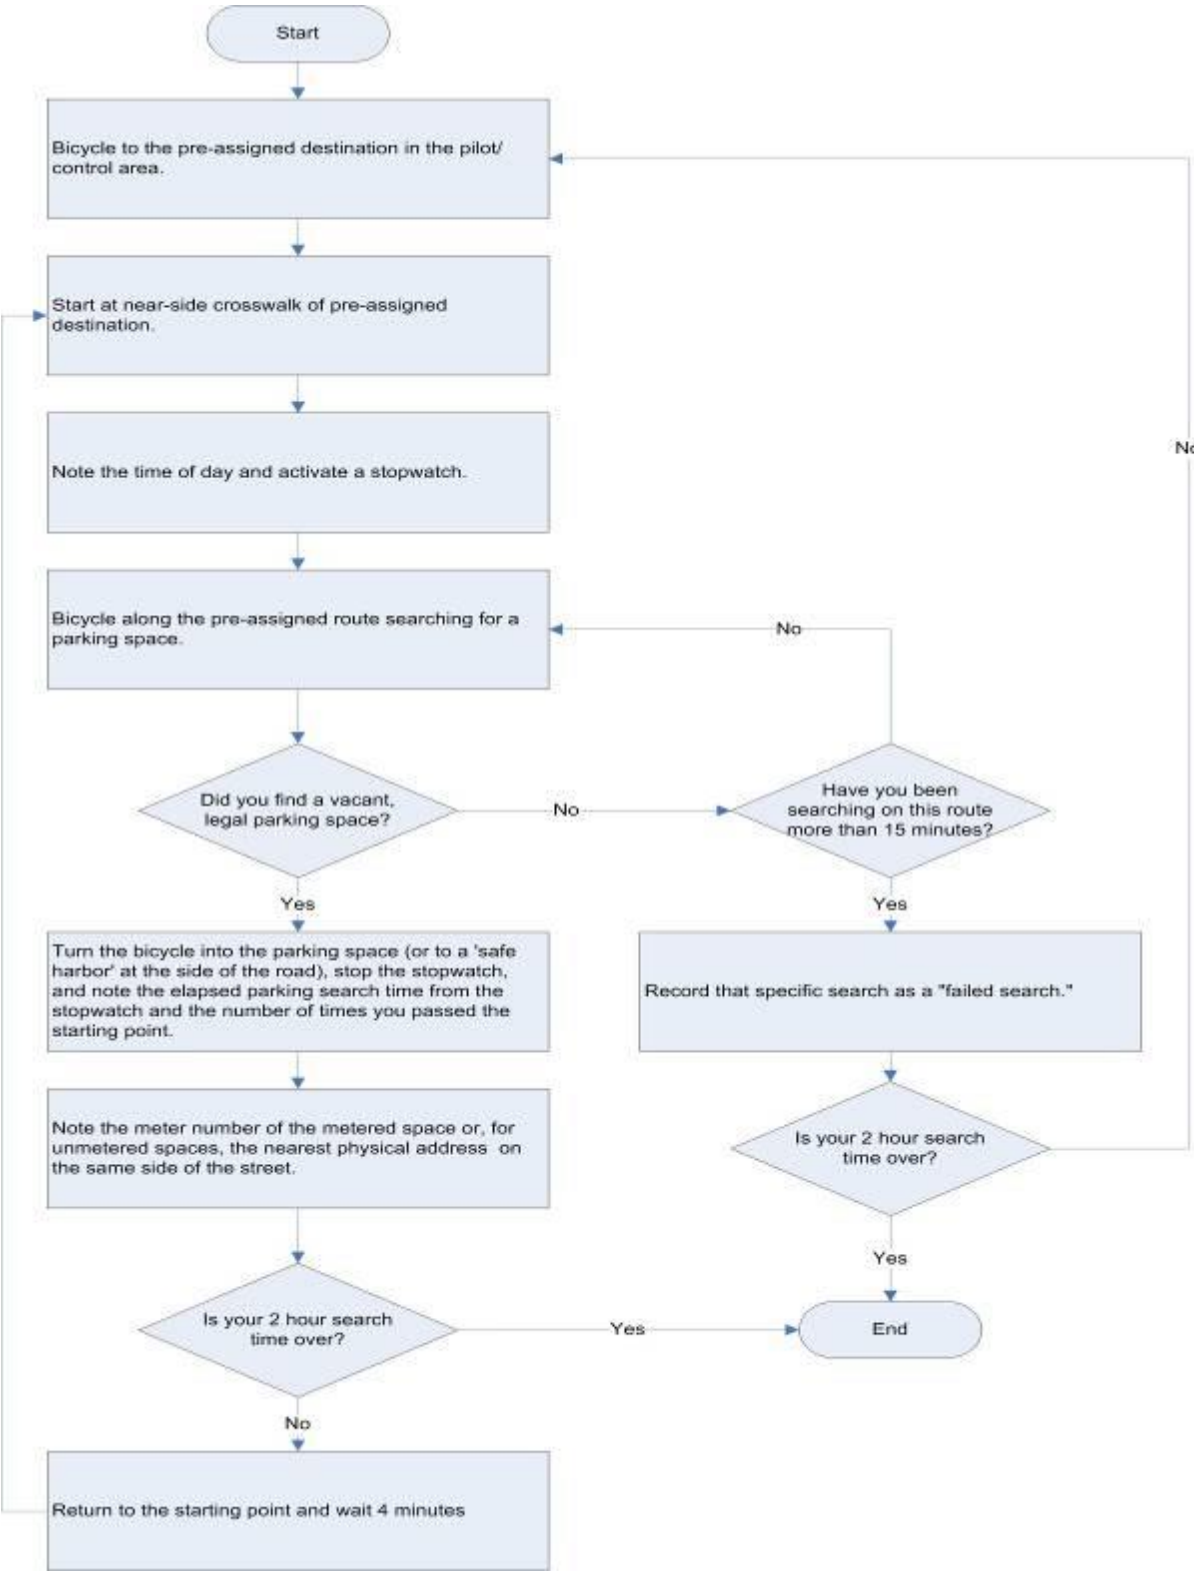 Start
Bicycle to the pre-assigned destination in the pilot/
control area.
Start at near-side crosswalk of pre-assigned
destination.
No
Note the time of day and activate a stopwatch.
Bicycle along the pre-assigned route searching for a
parking space.
No
Did you find a vacant,
legal parking space?
No
Have you been
searching on this route
more than 15 minutes?
Yes
Yes
Turn the bicycle into the parking space (or to a 'safe
harbor' at the side of the road), stop the stopwatch,
and note the elapsed parking search time from the
stopwatch and the number of times you passed the
starting point.
Record that specific search as a "failed search."
Note the meter number of the metered space or, for
unmetered spaces, the nearest physical address on
the same side of the street.
Is your 2 hour search
time over?
Yes
Is your 2 hour search
time over?
Yes
End
No
Return to the starting point and wait 4 minutes